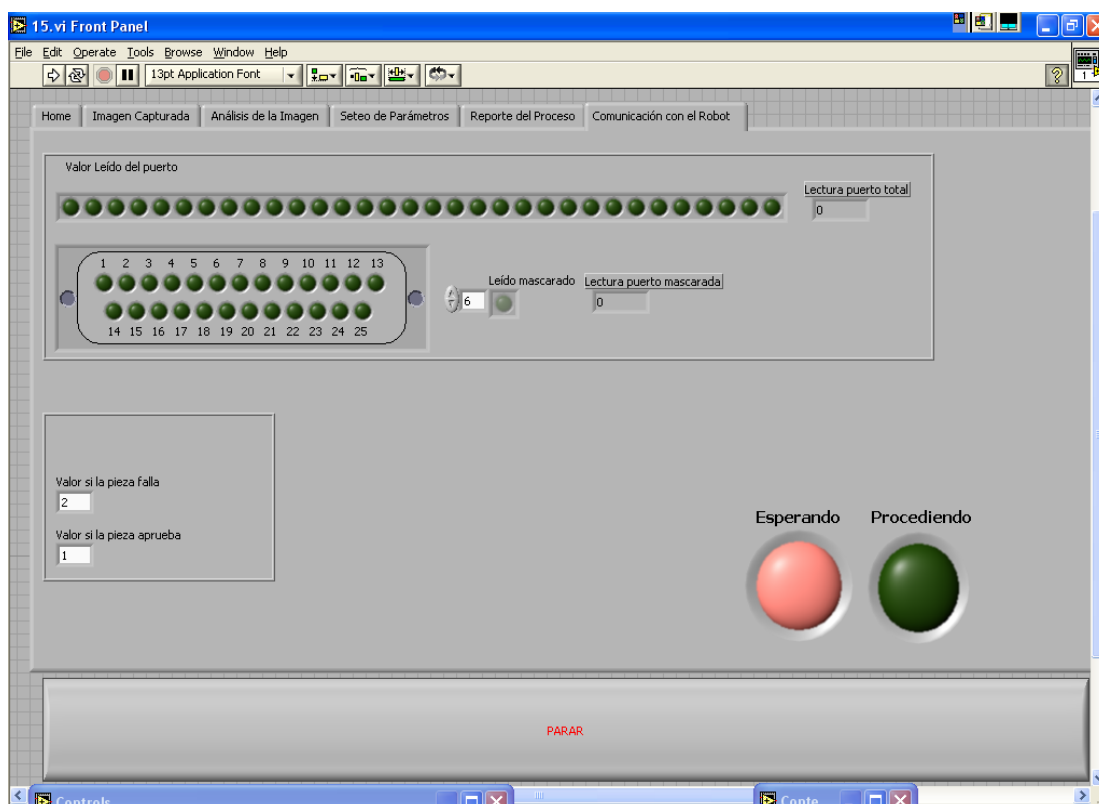 15.vi Front Panel
File Edit Operate Tools Browse Window Help
13pt Application Font
?
1
Home Imagen Capturada Análisis de la Imagen Seteo de Parámetros Reporte del Proceso Comunicación con el Robot
Valor Leído del puerto
Lectura puerto total
0
1 2 3 4 5 6 7 8 9 10 11 12 13
14 15 16 17 18 19 20 21 22 23 24 25
6
Leído mascarado
Lectura puerto mascarada
0
Valor si la pieza falla
2
Valor si la pieza aprueba
1
Esperando Procediendo
PARAR
Controls
Conte